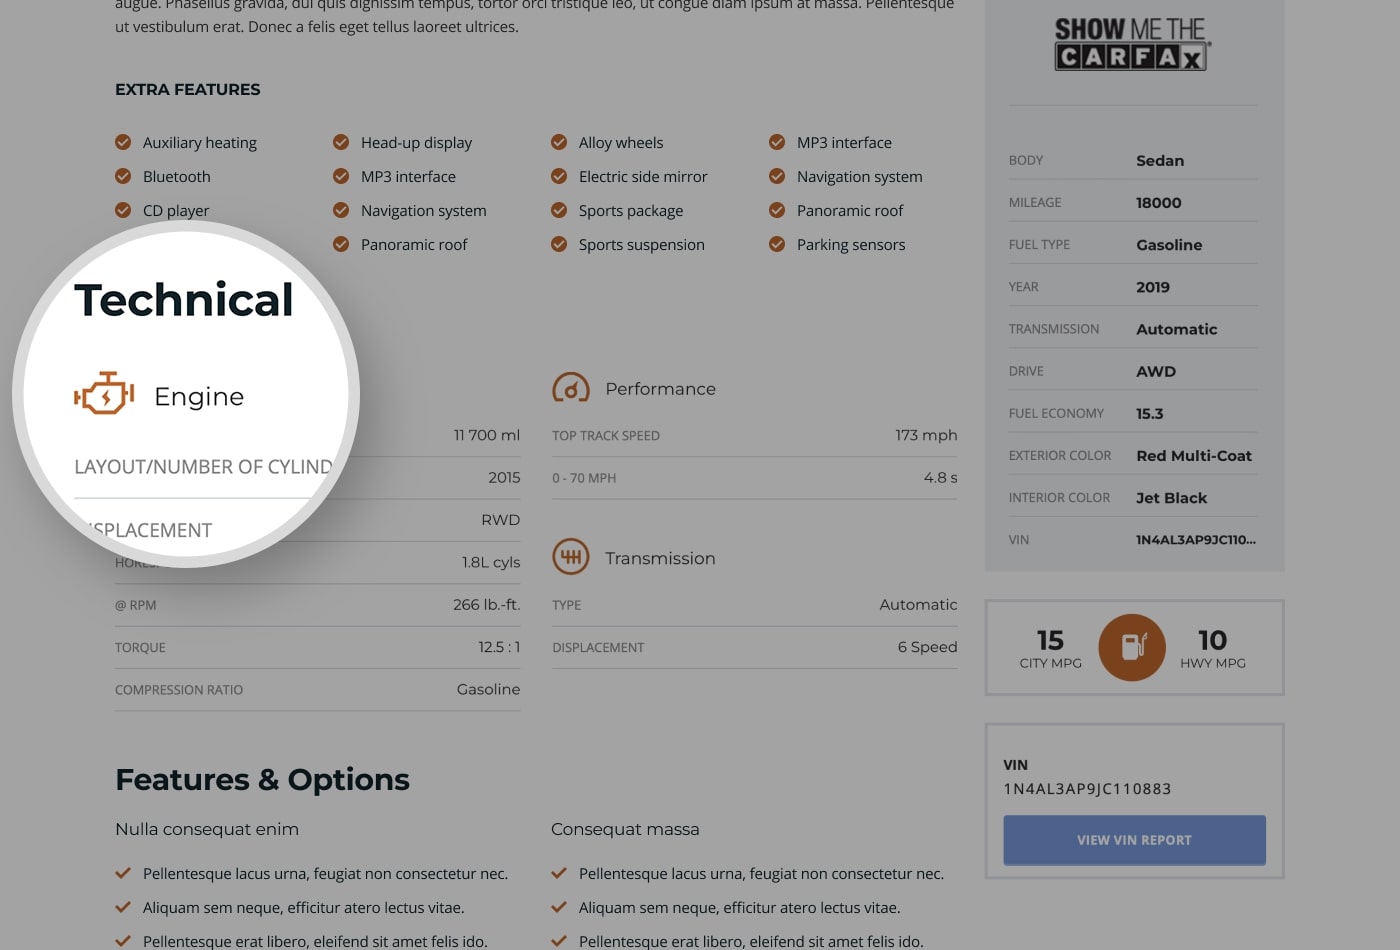 augue. Phasellus gravida, dui quis dignissim tempus, tortor orci tristique leo, ut congue diam ipsum at massa. Pellentesque
ut vestibulum erat. Donec a felis eget tellus laoreet ultrices.
EXTRA FEATURES
Auxiliary heating
Head-up display
Alloy wheels
MP3 interface
Bluetooth
MP3 interface
Electric side mirror
Navigation system
CD player
Navigation system
Sports package
Panoramic roof
Panoramic roof
Sports suspension
Parking sensors
Technical
Engine
LAYOUT/NUMBER OF CYLIND
11 700 ml
2015
SPLACEMENT
RWD
1.8L cyls
@ RPM 266 lb.-ft.
TORQUE 12.5 : 1
COMPRESSION RATIO Gasoline
Performance
TOP TRACK SPEED 173 mph
0 - 70 MPH 4.8 s
Transmission
TYPE Automatic
DISPLACEMENT 6 Speed
Features & Options
Nulla consequat enim
Pellentesque lacus urna, feugiat non consectetur nec.
Aliquam sem neque, efficitur atero lectus vitae.
Pellentesque erat libero, eleifend sit amet felis ido.
Consequat massa
Pellentesque lacus urna, feugiat non consectetur nec.
Aliquam sem neque, efficitur atero lectus vitae.
Pellentesque erat libero, eleifend sit amet felis ido.
SHOW ME THE
CARFAX
BODY Sedan
MILEAGE 18000
FUEL TYPE Gasoline
YEAR 2019
TRANSMISSION Automatic
DRIVE AWD
FUEL ECONOMY 15.3
EXTERIOR COLOR Red Multi-Coat
INTERIOR COLOR Jet Black
VIN 1N4AL3AP9JC110...
15
CITY MPG
10
HWY MPG
VIN
1N4AL3AP9JC110883
VIEW VIN REPORT